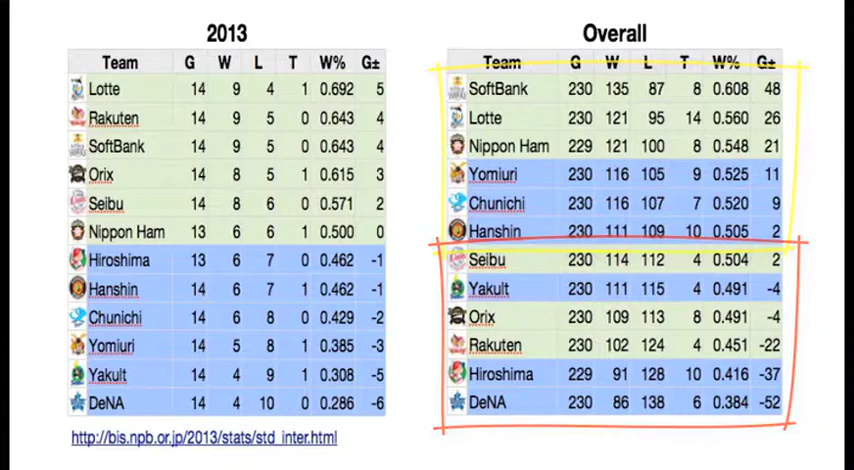 2013
Team G W L T W% G±
Lotte 14 9 4 1 0.692 5
Rakuten 14 9 5 0 0.643 4
SoftBank 14 9 5 0 0.643 4
Orix 14 8 5 1 0.615 3
Seibu 14 8 6 0 0.571 2
Nippon Ham 13 6 6 1 0.500 0
Hiroshima 13 6 7 0 0.462 -1
Hanshin 14 6 7 1 0.462 -1
Chunichi 14 6 8 0 0.429 -2
Yomiuri 14 5 8 1 0.385 -3
Yakult 14 4 9 1 0.308 -5
DeNA 14 4 10 0 0.286 -6
http://bis.npb.or.jp/2013/stats/std_inter.html
Overall
Team G W L T W% G±
SoftBank 230 135 87 8 0.608 48
Lotte 230 121 95 14 0.560 26
Nippon Ham 229 121 100 8 0.548 21
Yomiuri 230 116 105 9 0.525 11
Chunichi 230 116 107 7 0.520 9
Hanshin 230 111 109 10 0.505 2
Seibu 230 114 112 4 0.504 2
Yakult 230 111 115 4 0.491 -4
Orix 230 109 113 8 0.491 -4
Rakuten 230 102 124 4 0.451 -22
Hiroshima 229 91 128 10 0.416 -37
DeNA 230 86 138 6 0.384 -52